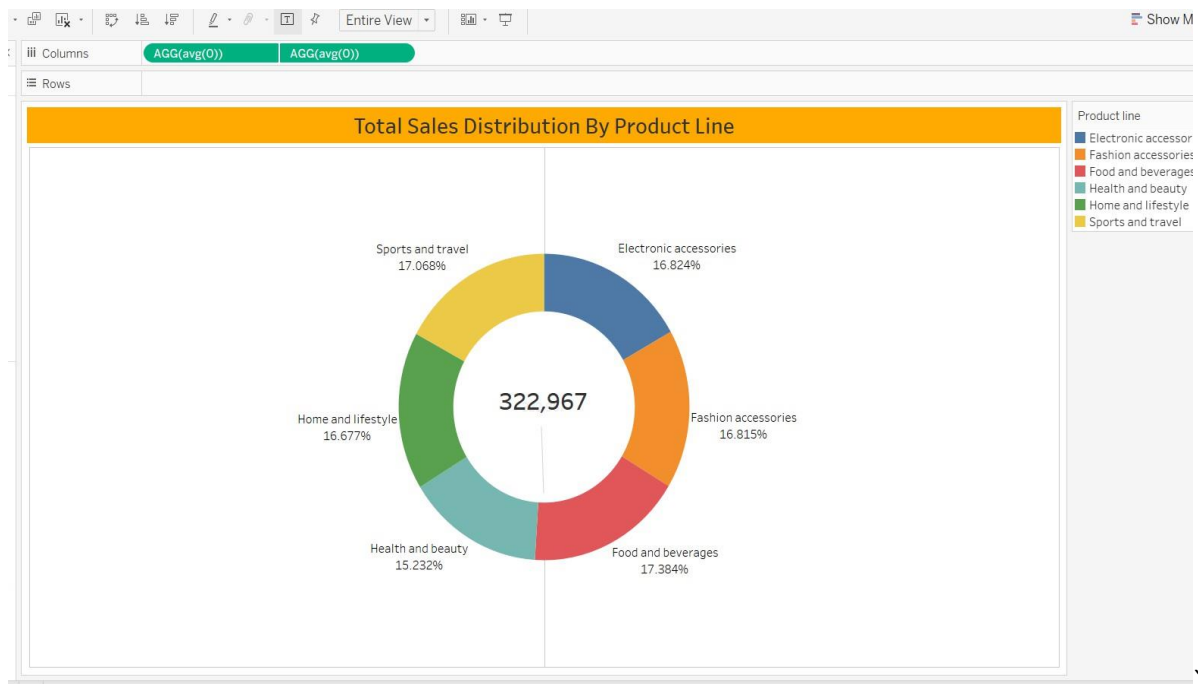 Entire View
Show M
Columns
AGG(avg(0))
AGG(avg(0))
Rows
Total Sales Distribution By Product Line
Product line
Electronic accessor
Fashion accessories
Food and beverages
Health and beauty
Home and lifestyle
Sports and travel
Sports and travel
17.068%
Electronic accessories
16.824%
322,967
Home and lifestyle
16.677%
Fashion accessories
16.815%
Health and beauty
15.232%
Food and beverages
17.384%